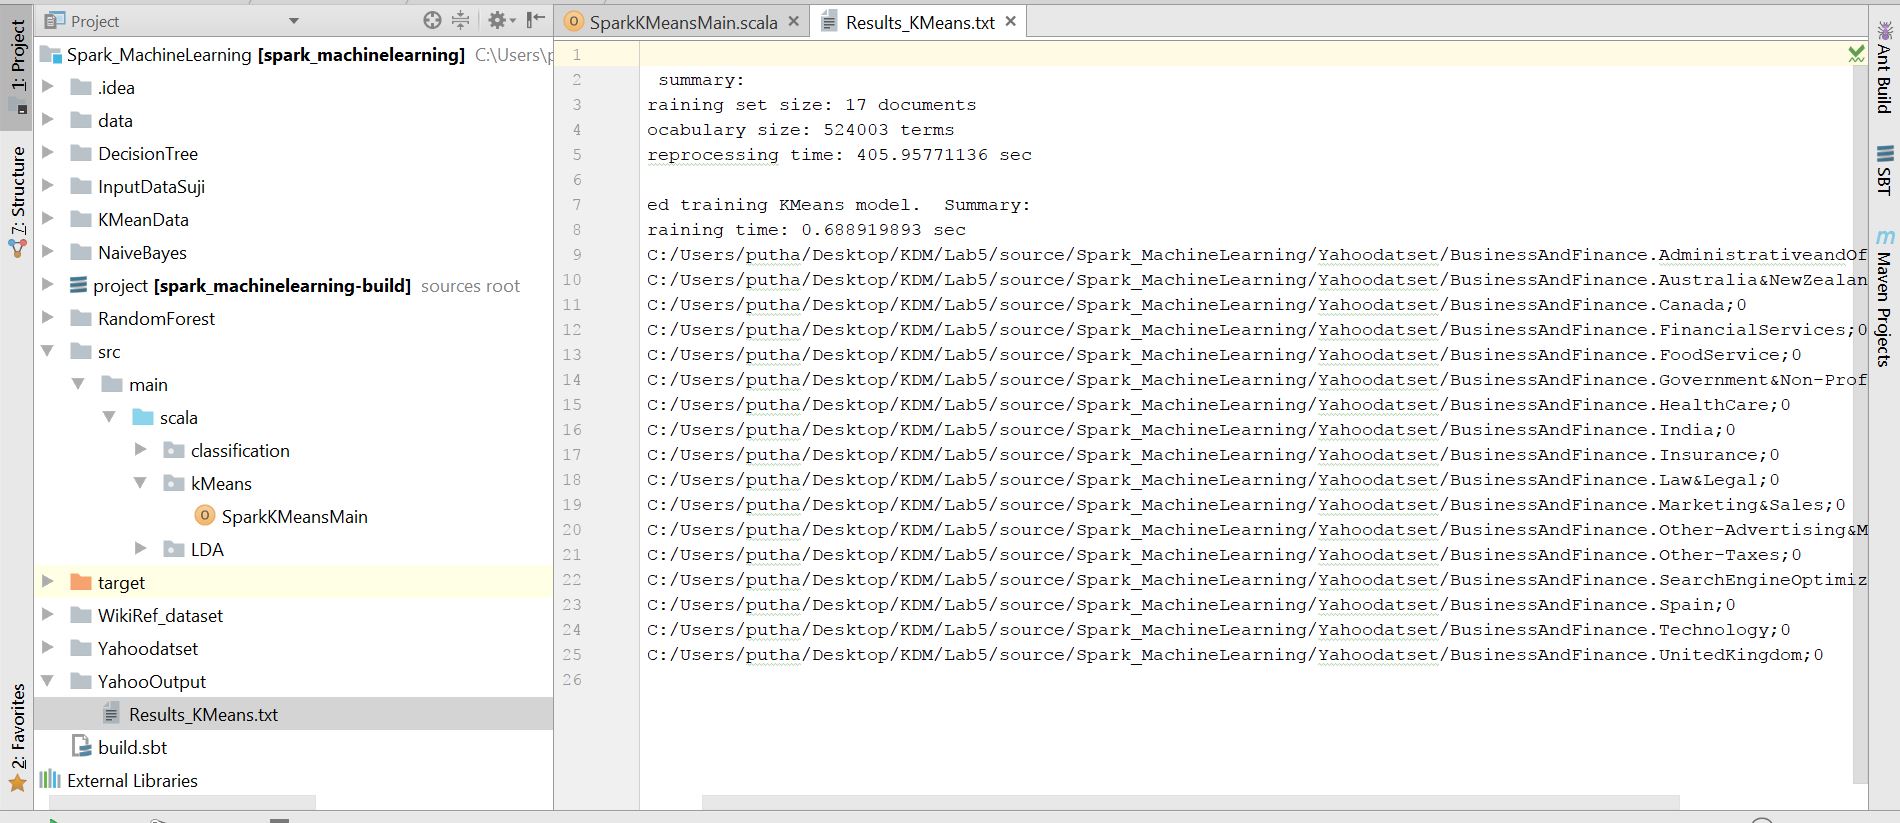 1: Project
7: Structure
2: Favorites
Project
Spark_MachineLearning [spark_machinelearning] C:\Users\p
.idea
data
DecisionTree
InputDataSuji
KMeanData
NaiveBayes
project [spark_machinelearning-build] sources root
RandomForest
src
main
scala
classification
kMeans
SparkKMeansMain
LDA
target
WikiRef_dataset
Yahoodatset
YahooOutput
Results_KMeans.txt
build.sbt
External Libraries
SparkKMeansMain.scala
Results_KMeans.txt
1
2 summary:
3 raining set size: 17 documents
4 ocabulary size: 524003 terms
5 reprocessing time: 405.95771136 sec
6
7 ed training KMeans model.  Summary:
8 raining time: 0.688919893 sec
9 C:/Users/putha/Desktop/KDM/Lab5/source/Spark_MachineLearning/Yahoodatset/BusinessAndFinance.AdministrativeandOf
10 C:/Users/putha/Desktop/KDM/Lab5/source/Spark_MachineLearning/Yahoodatset/BusinessAndFinance.Australia&NewZealan
11 C:/Users/putha/Desktop/KDM/Lab5/source/Spark_MachineLearning/Yahoodatset/BusinessAndFinance.Canada;0
12 C:/Users/putha/Desktop/KDM/Lab5/source/Spark_MachineLearning/Yahoodatset/BusinessAndFinance.FinancialServices;0
13 C:/Users/putha/Desktop/KDM/Lab5/source/Spark_MachineLearning/Yahoodatset/BusinessAndFinance.FoodService;0
14 C:/Users/putha/Desktop/KDM/Lab5/source/Spark_MachineLearning/Yahoodatset/BusinessAndFinance.Government&Non-Prof
15 C:/Users/putha/Desktop/KDM/Lab5/source/Spark_MachineLearning/Yahoodatset/BusinessAndFinance.HealthCare;0
16 C:/Users/putha/Desktop/KDM/Lab5/source/Spark_MachineLearning/Yahoodatset/BusinessAndFinance.India;0
17 C:/Users/putha/Desktop/KDM/Lab5/source/Spark_MachineLearning/Yahoodatset/BusinessAndFinance.Insurance;0
18 C:/Users/putha/Desktop/KDM/Lab5/source/Spark_MachineLearning/Yahoodatset/BusinessAndFinance.Law&Legal;0
19 C:/Users/putha/Desktop/KDM/Lab5/source/Spark_MachineLearning/Yahoodatset/BusinessAndFinance.Marketing&Sales;0
20 C:/Users/putha/Desktop/KDM/Lab5/source/Spark_MachineLearning/Yahoodatset/BusinessAndFinance.Other-Advertising&M
21 C:/Users/putha/Desktop/KDM/Lab5/source/Spark_MachineLearning/Yahoodatset/BusinessAndFinance.Other-Taxes;0
22 C:/Users/putha/Desktop/KDM/Lab5/source/Spark_MachineLearning/Yahoodatset/BusinessAndFinance.SearchEngineOptimiz
23 C:/Users/putha/Desktop/KDM/Lab5/source/Spark_MachineLearning/Yahoodatset/BusinessAndFinance.Spain;0
24 C:/Users/putha/Desktop/KDM/Lab5/source/Spark_MachineLearning/Yahoodatset/BusinessAndFinance.Technology;0
25 C:/Users/putha/Desktop/KDM/Lab5/source/Spark_MachineLearning/Yahoodatset/BusinessAndFinance.UnitedKingdom;0
26
Ant Build
SBT
m Maven Projects